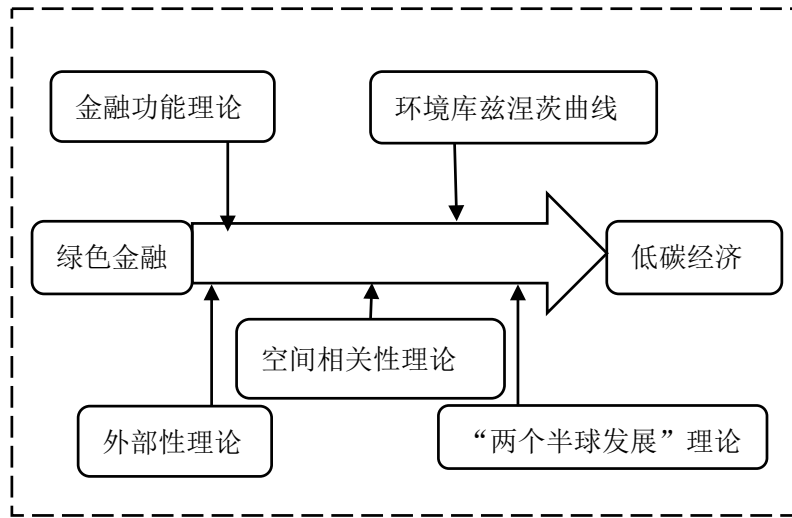 金融功能理论
环境库兹涅茨曲线
绿色金融
低碳经济
空间相关性理论
外部性理论
“两个半球发展”理论